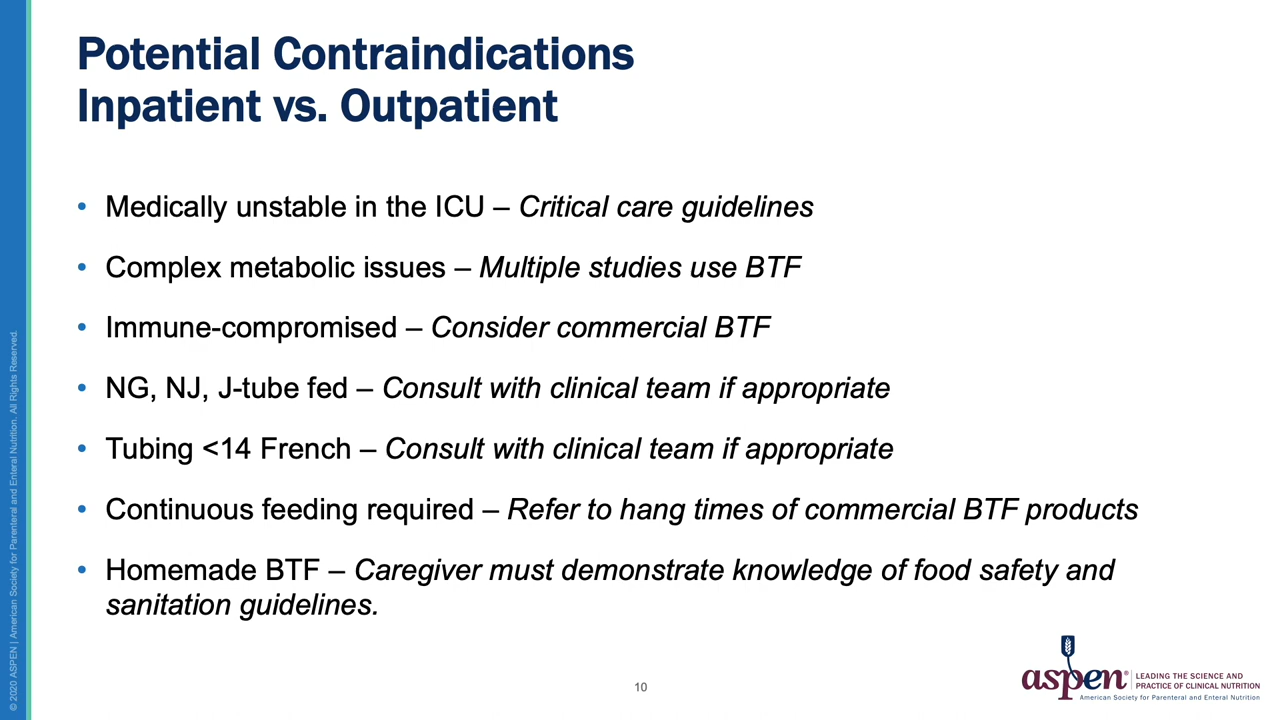 Potential Contraindications
Inpatient vs. Outpatient
• Medically unstable in the ICU – Critical care guidelines
• Complex metabolic issues – Multiple studies use BTF
• Immune-compromised – Consider commercial BTF
• NG, NJ, J-tube fed – Consult with clinical team if appropriate
• Tubing <14 French – Consult with clinical team if appropriate
• Continuous feeding required – Refer to hang times of commercial BTF products
• Homemade BTF – Caregiver must demonstrate knowledge of food safety and
sanitation guidelines.
© 2020 ASPEN | American Society for Parenteral and Enteral Nutrition. All Rights Reserved.
10
aspen®
LEADING THE SCIENCE AND
PRACTICE OF CLINICAL NUTRITION
American Society for Parenteral and Enteral Nutrition